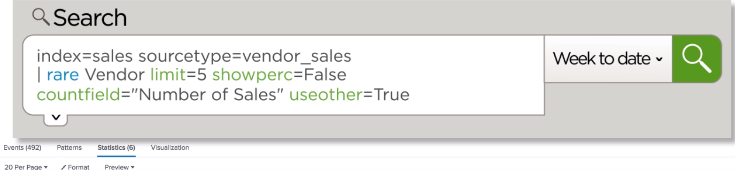 Search
index=sales sourcetype=vendor_sales
| rare Vendor limit=5 showperc=False
countfield="Number of Sales" useother=True
Week to date
Events (492) Patterns Statistics (6) Visualization
20 Per Page Format Preview